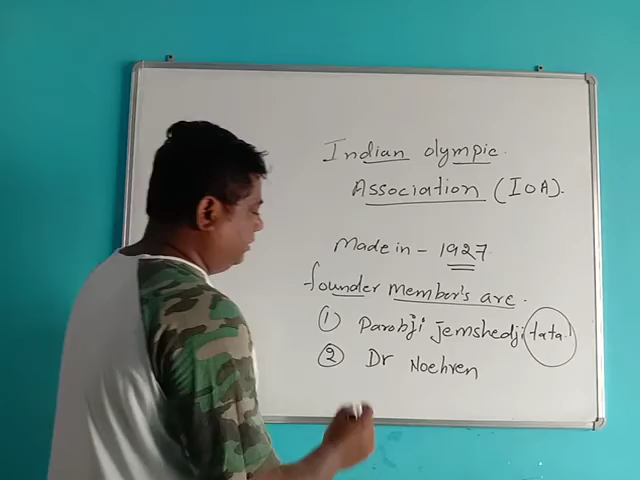 Indian olympic.
Association (IOA).
Made in - 1927
founder member's are.
① Parobji jemshedji tata
② Dr Noehren